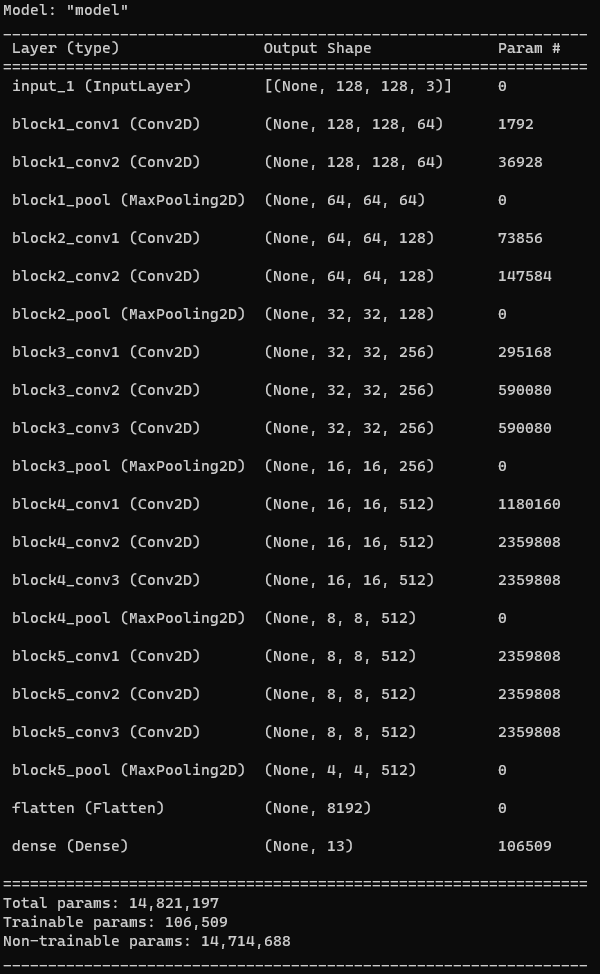 Model: "model"
_________________________________________________________________
Layer (type)                Output Shape              Param #
=================================================================
input_1 (InputLayer)        [(None, 128, 128, 3)]     0
block1_conv1 (Conv2D)       (None, 128, 128, 64)      1792
block1_conv2 (Conv2D)       (None, 128, 128, 64)      36928
block1_pool (MaxPooling2D)  (None, 64, 64, 64)        0
block2_conv1 (Conv2D)       (None, 64, 64, 128)       73856
block2_conv2 (Conv2D)       (None, 64, 64, 128)       147584
block2_pool (MaxPooling2D)  (None, 32, 32, 128)       0
block3_conv1 (Conv2D)       (None, 32, 32, 256)       295168
block3_conv2 (Conv2D)       (None, 32, 32, 256)       590080
block3_conv3 (Conv2D)       (None, 32, 32, 256)       590080
block3_pool (MaxPooling2D)  (None, 16, 16, 256)       0
block4_conv1 (Conv2D)       (None, 16, 16, 512)       1180160
block4_conv2 (Conv2D)       (None, 16, 16, 512)       2359808
block4_conv3 (Conv2D)       (None, 16, 16, 512)       2359808
block4_pool (MaxPooling2D)  (None, 8, 8, 512)         0
block5_conv1 (Conv2D)       (None, 8, 8, 512)         2359808
block5_conv2 (Conv2D)       (None, 8, 8, 512)         2359808
block5_conv3 (Conv2D)       (None, 8, 8, 512)         2359808
block5_pool (MaxPooling2D)  (None, 4, 4, 512)         0
flatten (Flatten)           (None, 8192)              0
dense (Dense)               (None, 13)                106509
=================================================================
Total params: 14,821,197
Trainable params: 106,509
Non-trainable params: 14,714,688
_________________________________________________________________